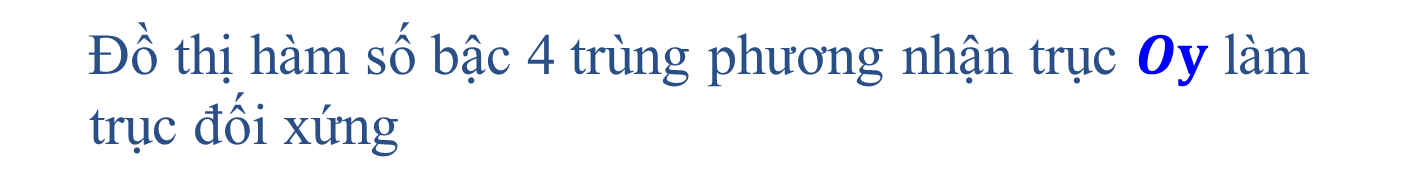 Đồ thị hàm số bậc 4 trùng phương nhận trục Oy làm
trục đối xứng